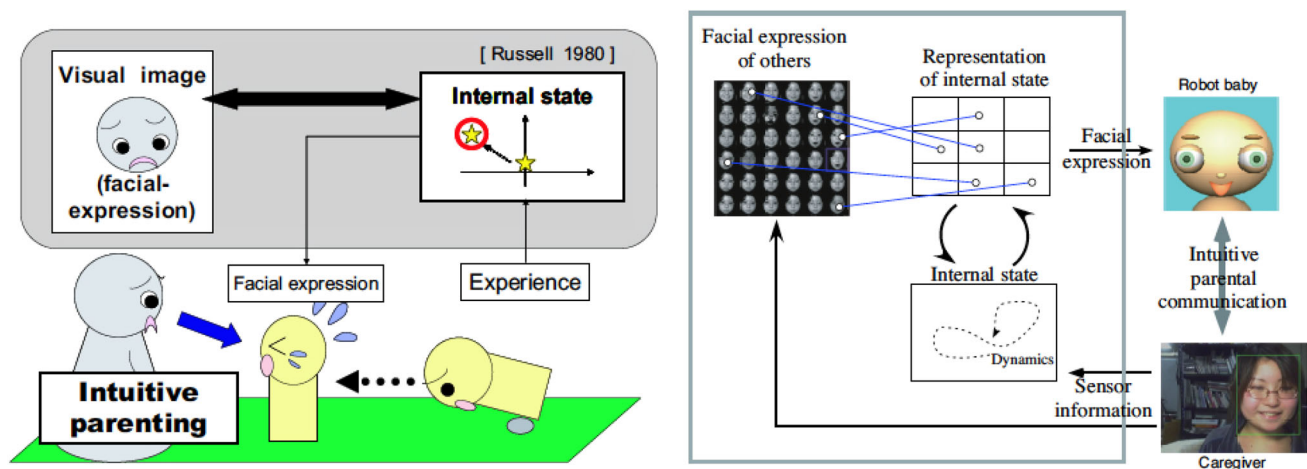 [ Russell 1980 ]
Visual image
(facial-
expression)
Internal state
Facial expression
Experience
Intuitive
parenting
Facial expression
of others
Representation
of internal state
Robot baby
Facial
expression
Intuitive
parental
communication
Internal state
Dynamics
Sensor
information
Caregiver